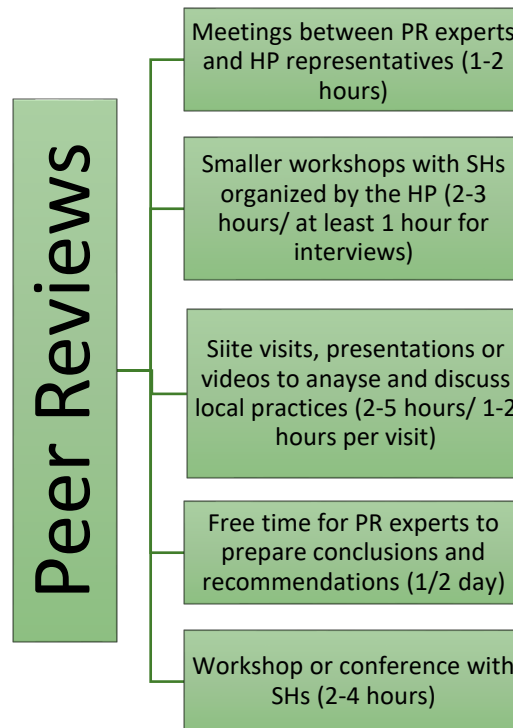 Peer Reviews
Meetings between PR experts
and HP representatives (1-2
hours)
Smaller workshops with SHs
organized by the HP (2-3
hours/ at least 1 hour for
interviews)
Siite visits, presentations or
videos to anayse and discuss
local practices (2-5 hours/ 1-2
hours per visit)
Free time for PR experts to
prepare conclusions and
recommendations (1/2 day)
Workshop or conference with
SHs (2-4 hours)